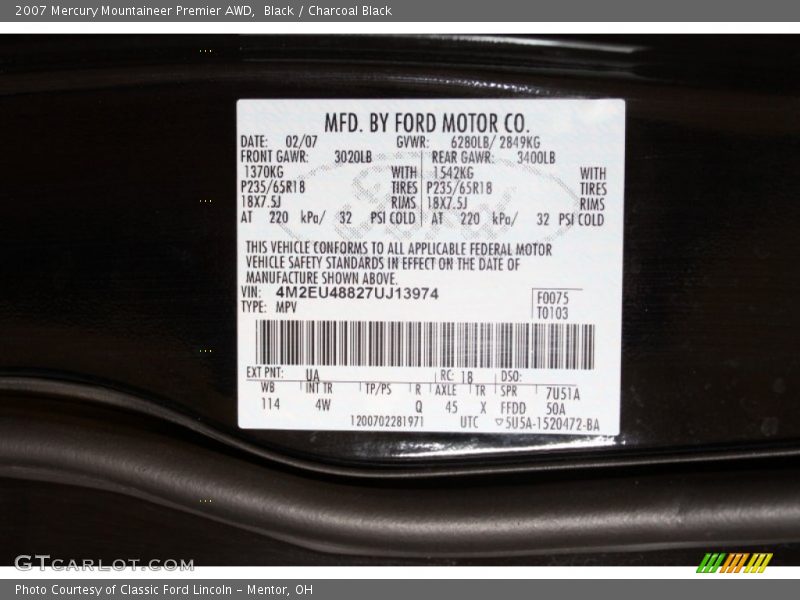 2007 Mercury Mountaineer Premier AWD, Black / Charcoal Black
MFD. BY FORD MOTOR CO.
DATE: 02/07 GVWR: 6280LB/ 2849KG
FRONT GAWR: 3020LB REAR GAWR: 3400LB
1370KG WITH 1542KG WITH
P235/65R18 TIRES P235/65R18 TIRES
18X7.5J RIMS 18X7.5J RIMS
AT 220 kPa/ 32 PSI COLD AT 220 kPa/ 32 PSI COLD
THIS VEHICLE CONFORMS TO ALL APPLICABLE FEDERAL MOTOR
VEHICLE SAFETY STANDARDS IN EFFECT ON THE DATE OF
MANUFACTURE SHOWN ABOVE.
VIN: 4M2EU48827UJ13974 F0075
TYPE: MPV T0103
EXT PNT: UA RC: 18 DSO:
WB INT TR TP/PS R AXLE TR SPR 7U51A
114 4W Q 45 X FFDD 50A
1200702281971 UTC ▽5U5A-1520472-BA
GTCARLOT.COM
Photo Courtesy of Classic Ford Lincoln - Mentor, OH